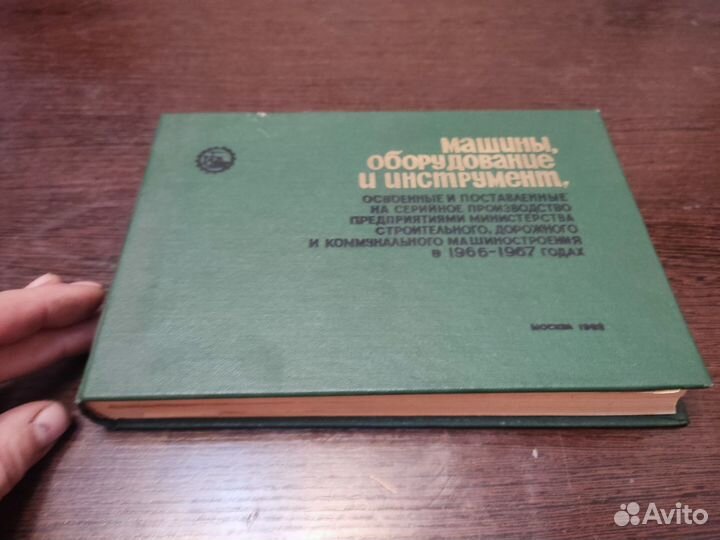 машины,
оборудование
и инструмент,
ОСВОЕННЫЕ И ПОСТАВЛЕННЫЕ
НА СЕРИЙНОЕ ПРОИЗВОДСТВО
ПРЕДПРИЯТИЯМИ МИНИСТЕРСТВА
СТРОИТЕЛЬНОГО, ДОРОЖНОГО
И КОММУНАЛЬНОГО МАШИНОСТРОЕНИЯ
в 1966-1967 годах
МОСКВА 1968
Avito